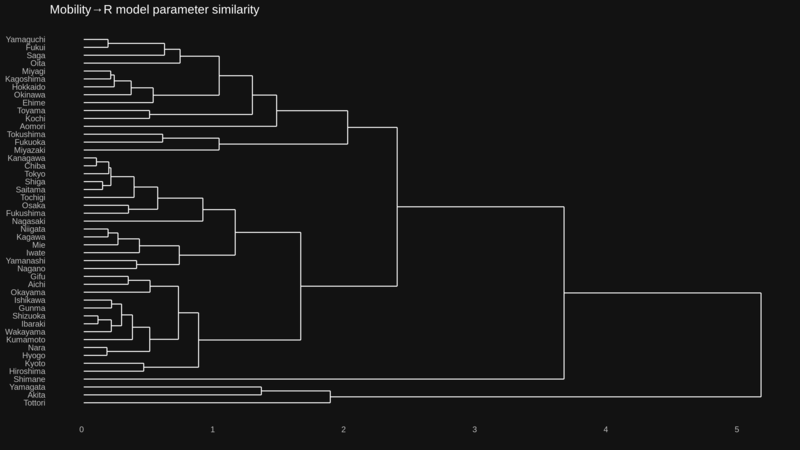 Mobility→R model parameter similarity
Yamaguchi
Fukui
Saga
Oita
Miyagi
Kagoshima
Hokkaido
Okinawa
Ehime
Toyama
Kochi
Aomori
Tokushima
Fukuoka
Miyazaki
Kanagawa
Chiba
Tokyo
Shiga
Saitama
Tochigi
Osaka
Fukushima
Nagasaki
Niigata
Kagawa
Mie
Iwate
Yamanashi
Nagano
Gifu
Aichi
Okayama
Ishikawa
Gunma
Shizuoka
Ibaraki
Wakayama
Kumamoto
Nara
Hyogo
Kyoto
Hiroshima
Shimane
Yamagata
Akita
Tottori
0 1 2 3 4 5